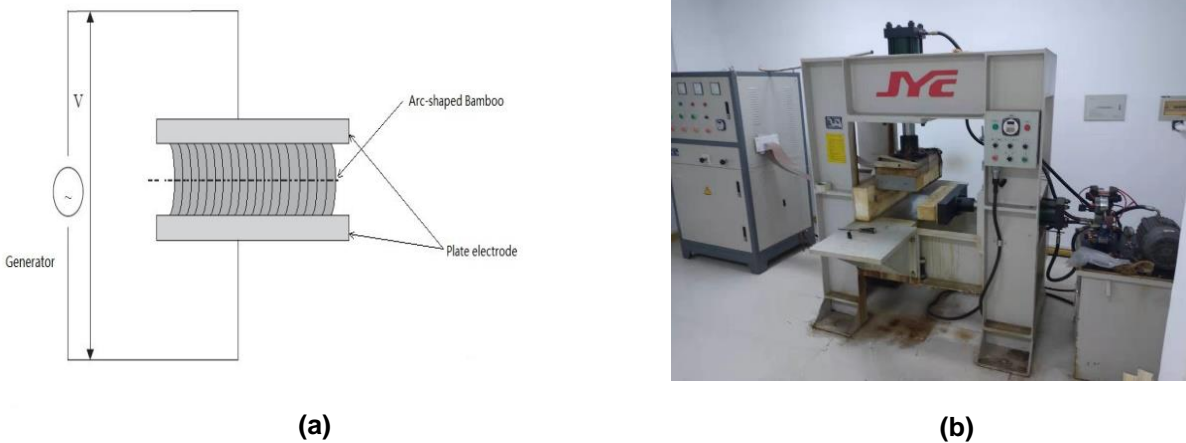 V
Arc-shaped Bamboo
~
Plate electrode
Generator
JYC
(a)
(b)